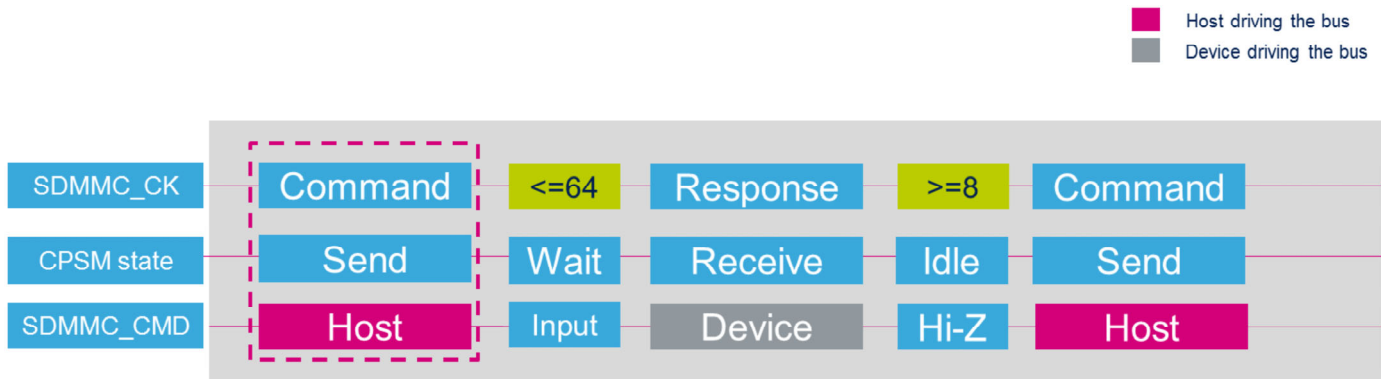 Host driving the bus
Device driving the bus
SDMMC_CK Command <=64 Response >=8 Command
CPSM state Send Wait Receive Idle Send
SDMMC_CMD Host Input Device Hi-Z Host